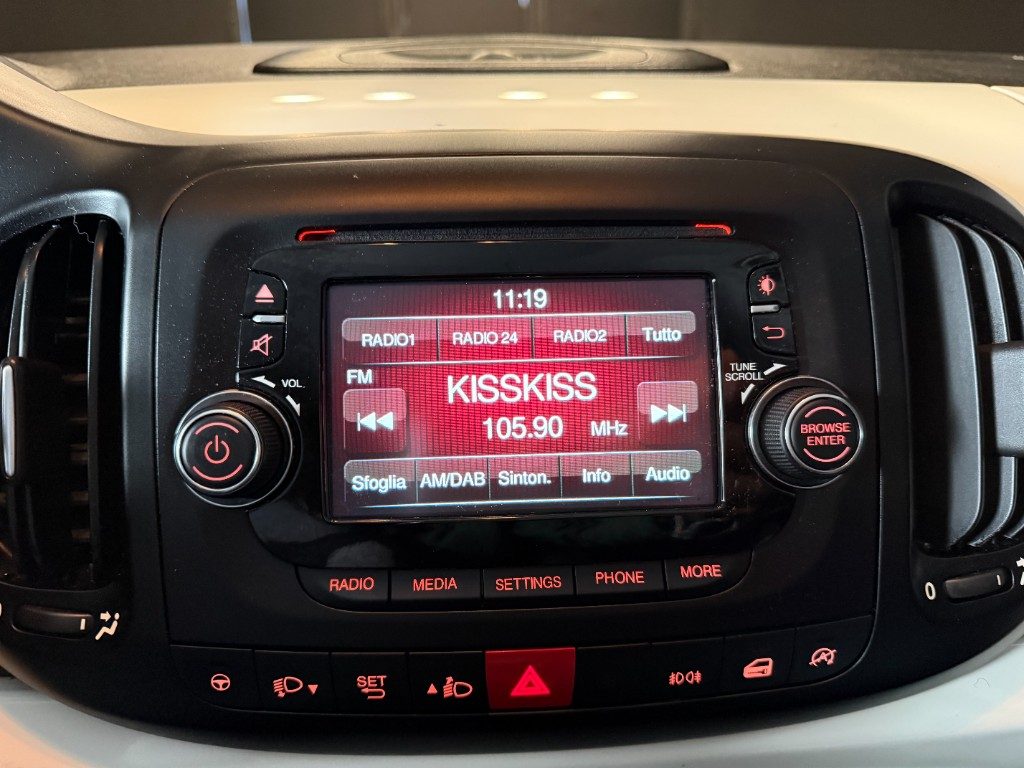 11:19
RADIO1 RADIO 24 RADIO2 Tutto
FM
KISSKISS
105.90 MHz
Sfoglia AM/DAB Sinton. Info Audio
VOL.
TUNE
SCROLL
BROWSE
ENTER
RADIO MEDIA SETTINGS PHONE MORE
0
SET